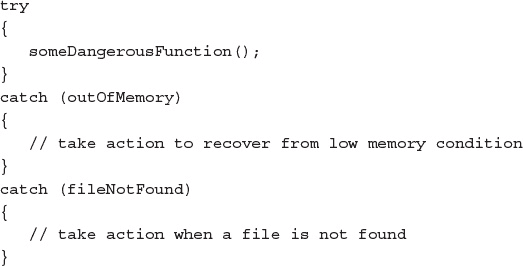 try
{
   someDangerousFunction();
}
catch (outOfMemory)
{
   // take action to recover from low memory condition
}
catch (fileNotFound)
{
   // take action when a file is not found
}